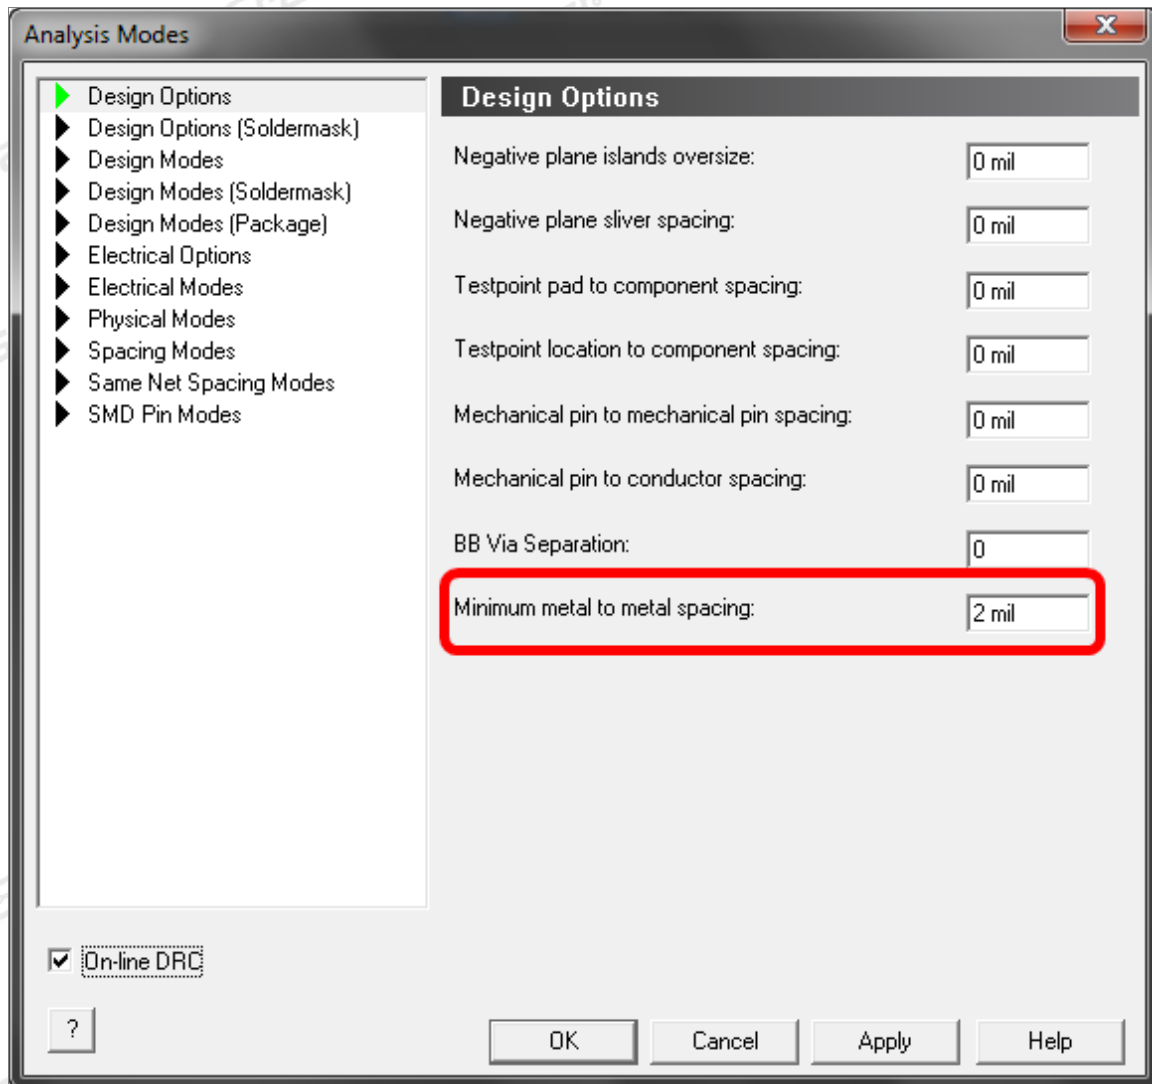 Analysis Modes
Design Options
Design Options (Soldermask)
Design Modes
Design Modes (Soldermask)
Design Modes (Package)
Electrical Options
Electrical Modes
Physical Modes
Spacing Modes
Same Net Spacing Modes
SMD Pin Modes
Design Options
Negative plane islands oversize: 0 mil
Negative plane sliver spacing: 0 mil
Testpoint pad to component spacing: 0 mil
Testpoint location to component spacing: 0 mil
Mechanical pin to mechanical pin spacing: 0 mil
Mechanical pin to conductor spacing: 0 mil
BB Via Separation: 0
Minimum metal to metal spacing: 2 mil
On-line DRC
? OK Cancel Apply Help